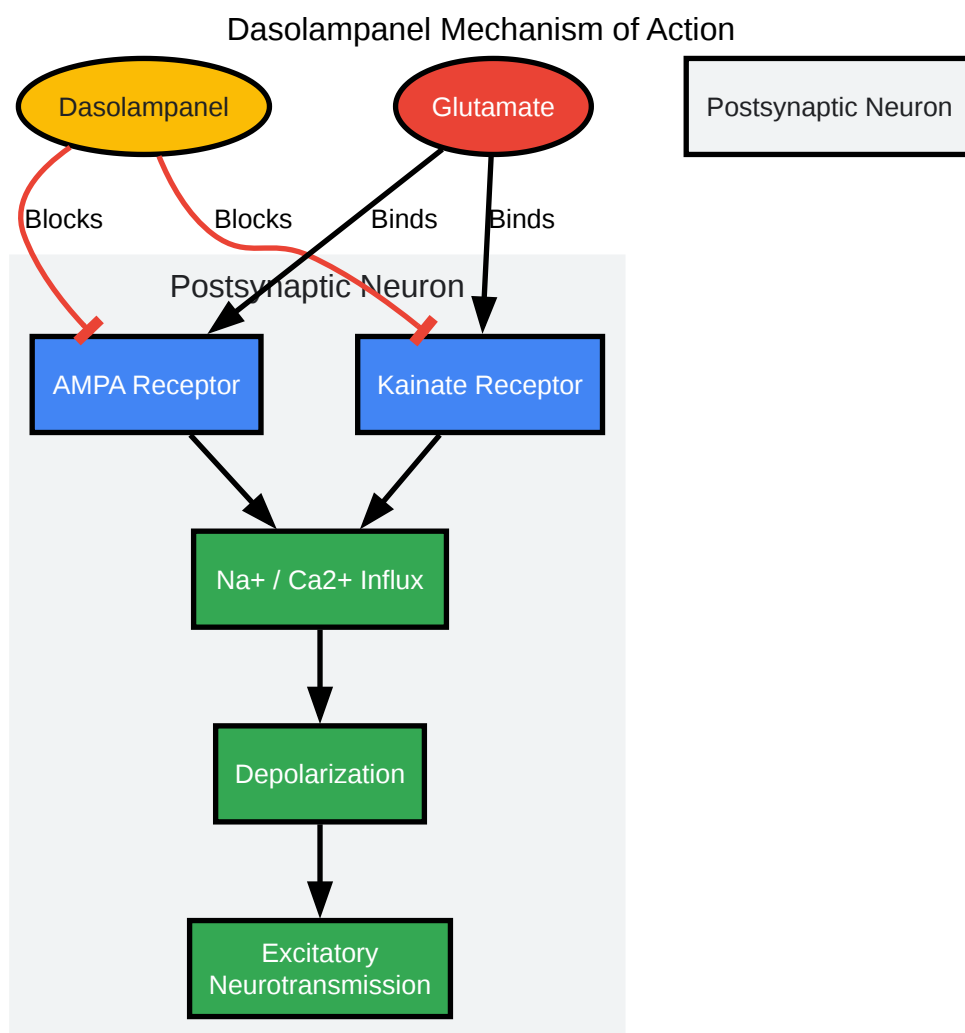 Dasolampanel Mechanism of Action
Dasolampanel
Glutamate
Postsynaptic Neuron
Blocks
Blocks
Binds
Binds
Postsynaptic Neuron
AMPA Receptor
Kainate Receptor
Na+ / Ca2+ Influx
Depolarization
Excitatory
Neurotransmission